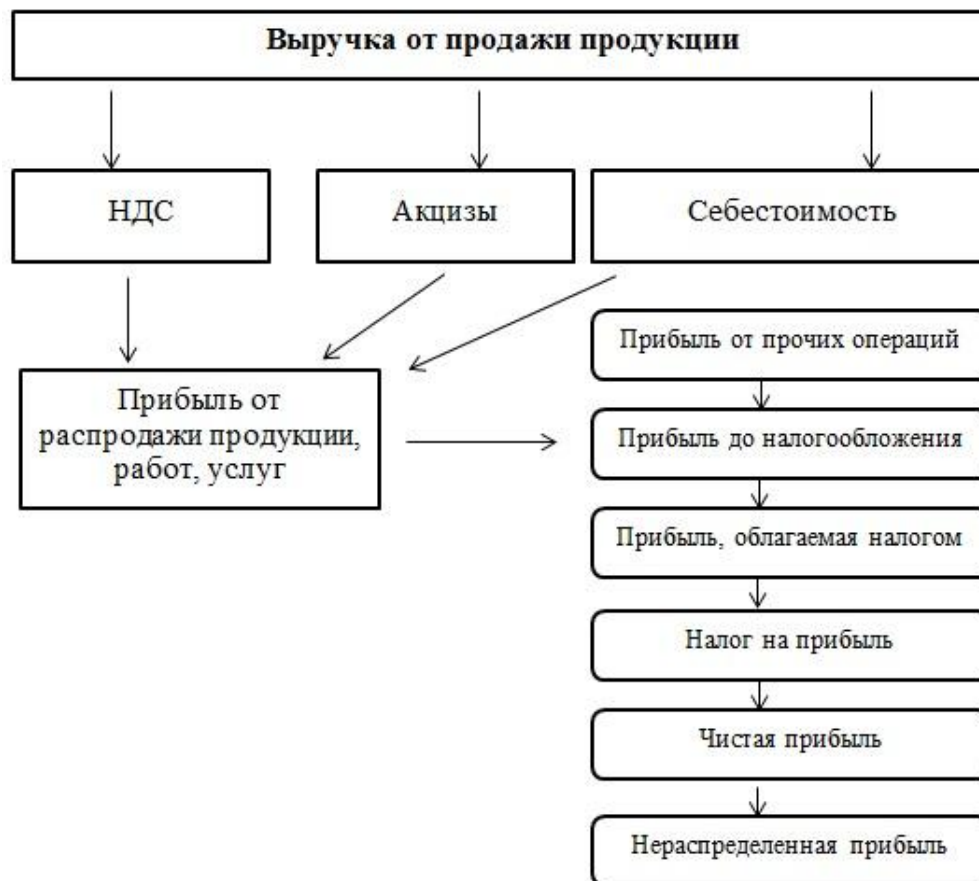 Выручка от продажи продукции
НДС
Акцизы
Себестоимость
Прибыль от
распродажи продукции,
работ, услуг
Прибыль от прочих операций
Прибыль до налогообложения
Прибыль, облагаемая налогом
Налог на прибыль
Чистая прибыль
Нераспределенная прибыль